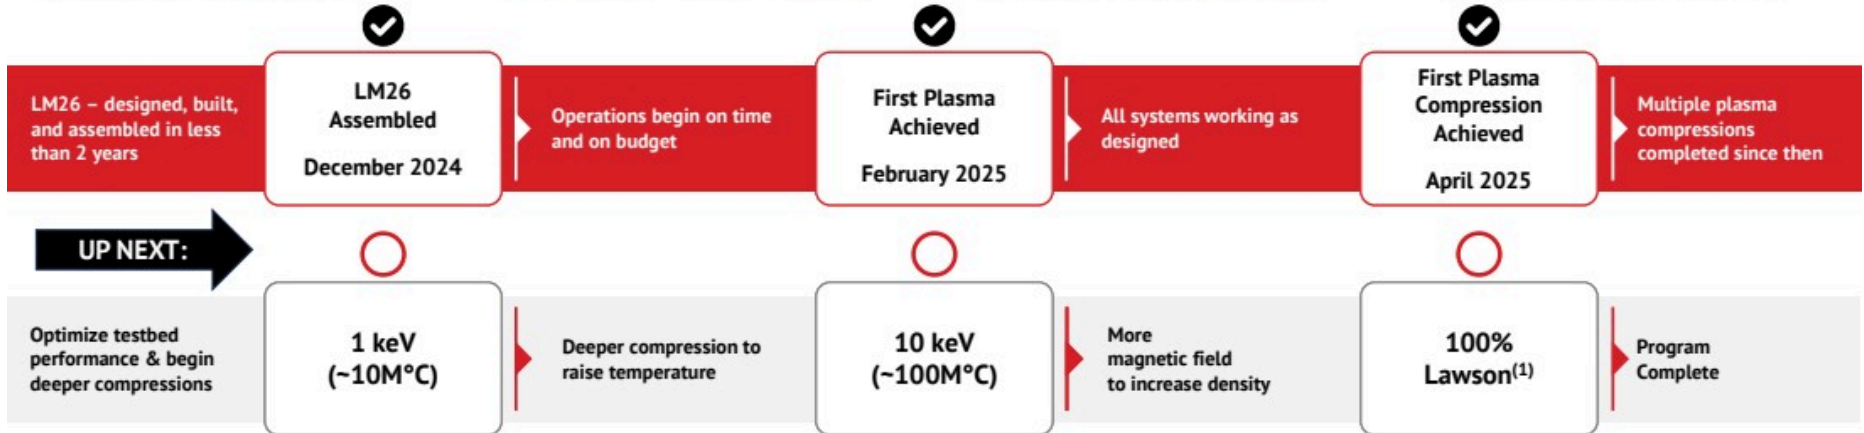 LM26 – designed, built,
and assembled in less
than 2 years
LM26
Assembled
December 2024
Operations begin on time
and on budget
First Plasma
Achieved
February 2025
All systems working as
designed
First Plasma
Compression
Achieved
April 2025
Multiple plasma
compressions
completed since then
UP NEXT:
Optimize testbed
performance & begin
deeper compressions
1 keV
(~10M°C)
Deeper compression to
raise temperature
10 keV
(~100M°C)
More
magnetic field
to increase density
100%
Lawson(1)
Program
Complete